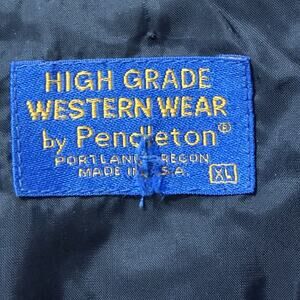 HIGH GRADE
WESTERN WEAR
by Pendleton®
PORTLAND OREGON
MADE IN U.S.A.
XL